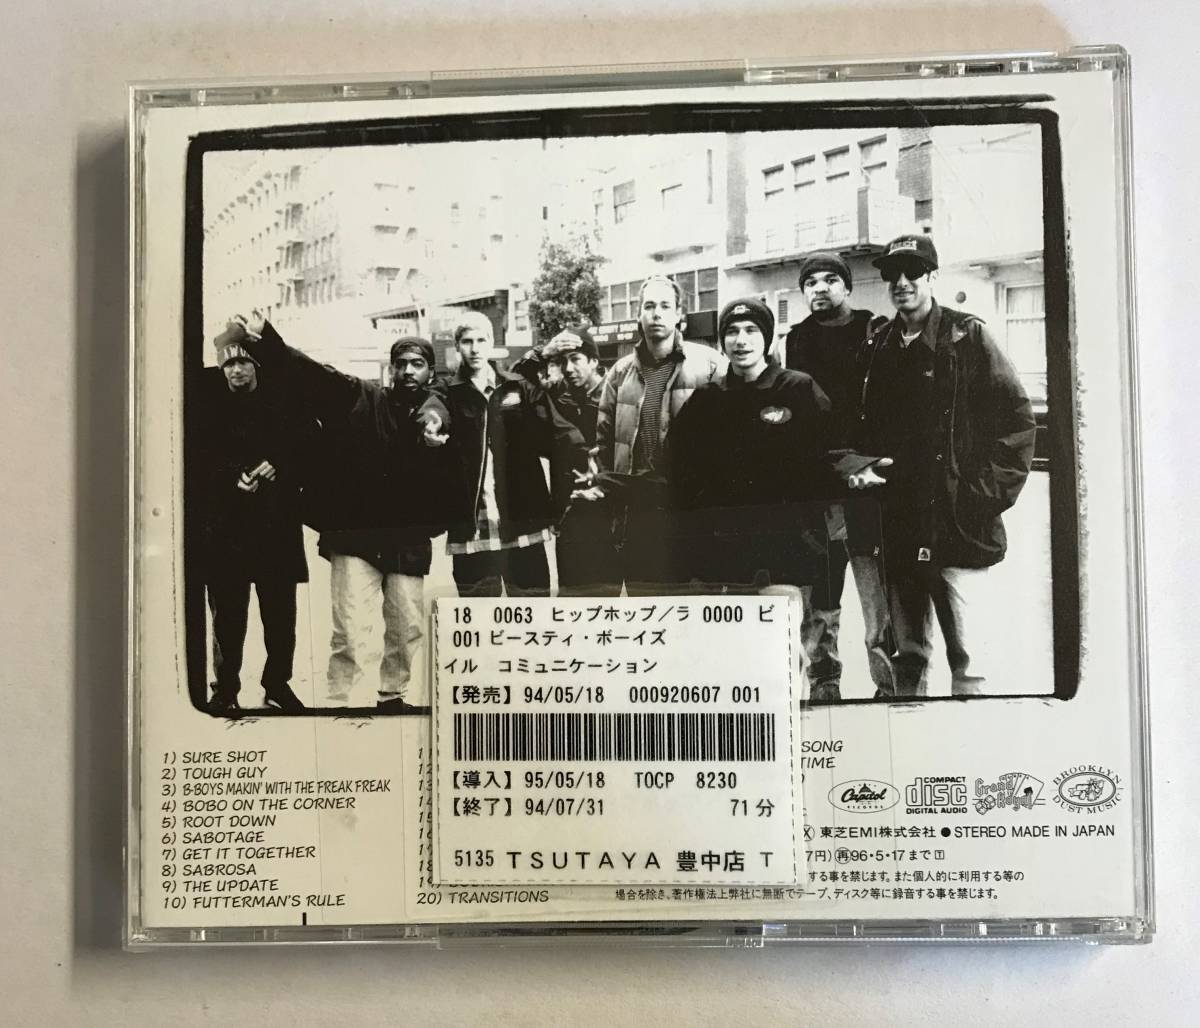 18 0063 ヒップホップ/ラ 0000 ビ
001 ビースティ・ボーイズ
イル コミュニケーション
【発売】 94/05/18 000920607 001
【導入】 95/05/18 TOCP 8230
【終了】 94/07/31 71分
5135 TSUTAYA 豊中店 T
1) SURE SHOT
2) TOUGH GUY
3) B-BOYS MAKIN' WITH THE FREAK FREAK
4) BOBO ON THE CORNER
5) ROOT DOWN
6) SABOTAGE
7) GET IT TOGETHER
8) SABROSA
9) THE UPDATE
10) FUTTERMAN'S RULE
SONG
TIME
20) TRANSITIONS
Capitol
RECORDS
COMPACT
disc
DIGITAL AUDIO
Grand Royal
BROOKLYN
DUST MUSIC
東芝EMI株式会社 ● STEREO MADE IN JAPAN
7円) 再96・5・17まで
する事を禁じます。また個人的に利用する等の
場合を除き、著作権法上弊社に無断でテープ、ディスク等に録音する事を禁じます。